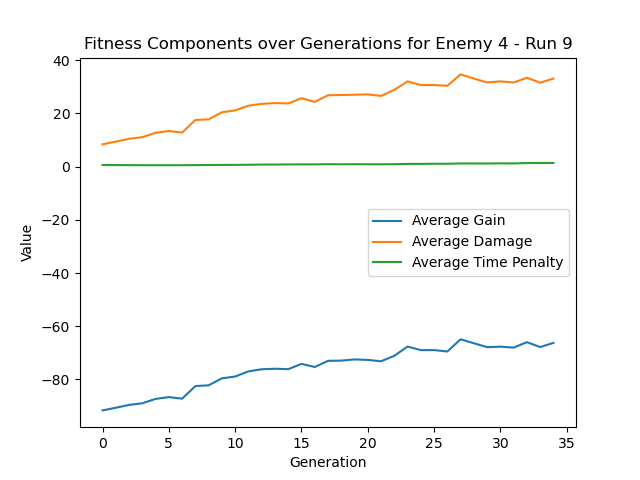 Fitness Components over Generations for Enemy 4 - Run 9
40
20
0
−20
−40
−60
−80
Value
Average Gain
Average Damage
Average Time Penalty
0 5 10 15 20 25 30 35
Generation